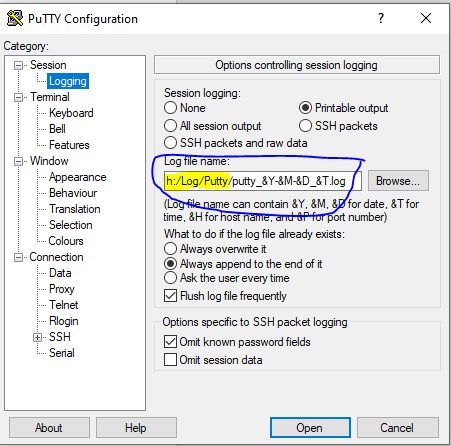 PuTTY Configuration
Category:
Session
Logging
Terminal
Keyboard
Bell
Features
Window
Appearance
Behaviour
Translation
Selection
Colours
Connection
Data
Proxy
Telnet
Rlogin
SSH
Serial
Options controlling session logging
Session logging:
None
Printable output
All session output
SSH packets
SSH packets and raw data
Log file name:
h:/Log/Putty/putty_&Y-&M-&D_&T.log
Browse...
(Log file name can contain &Y, &M, &D for date, &T for
time, &H for host name, and &P for port number)
What to do if the log file already exists:
Always overwrite it
Always append to the end of it
Ask the user every time
Flush log file frequently
Options specific to SSH packet logging
Omit known password fields
Omit session data
About
Help
Open
Cancel